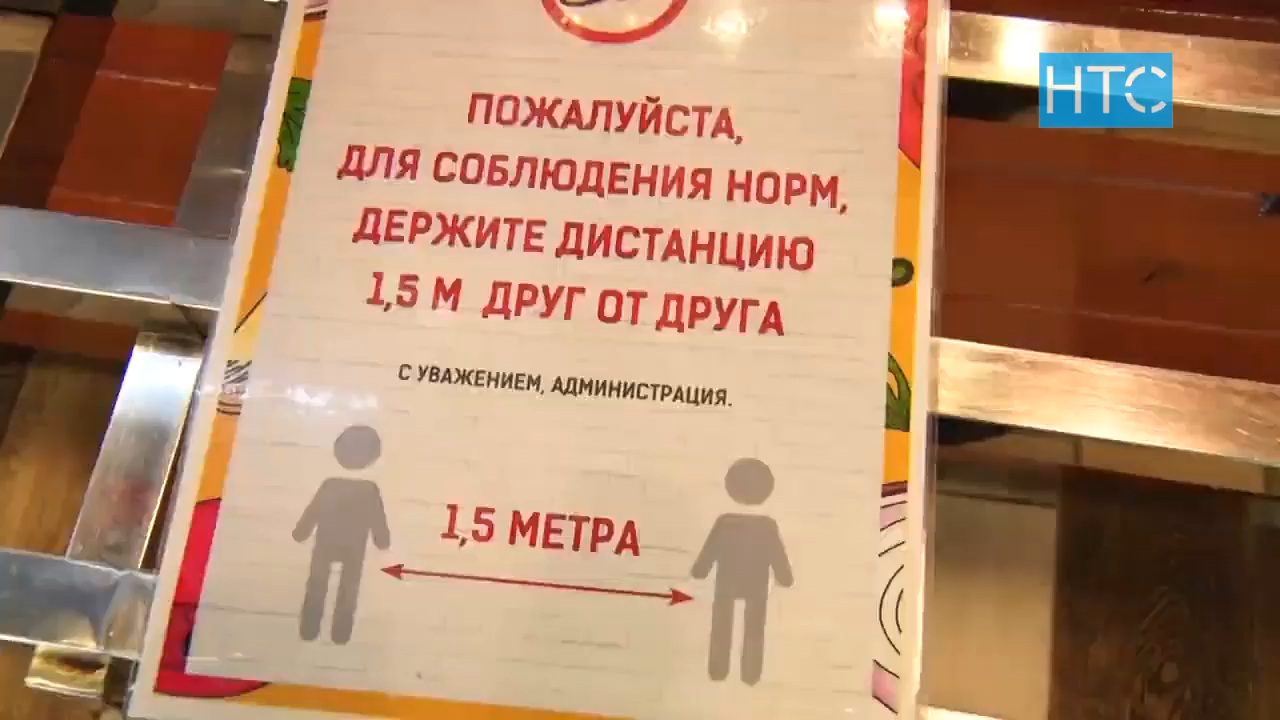 НТС
ПОЖАЛУЙСТА,
ДЛЯ СОБЛЮДЕНИЯ НОРМ,
ДЕРЖИТЕ ДИСТАНЦИЮ
1,5 М ДРУГ ОТ ДРУГА
С УВАЖЕНИЕМ, АДМИНИСТРАЦИЯ.
1,5 МЕТРА